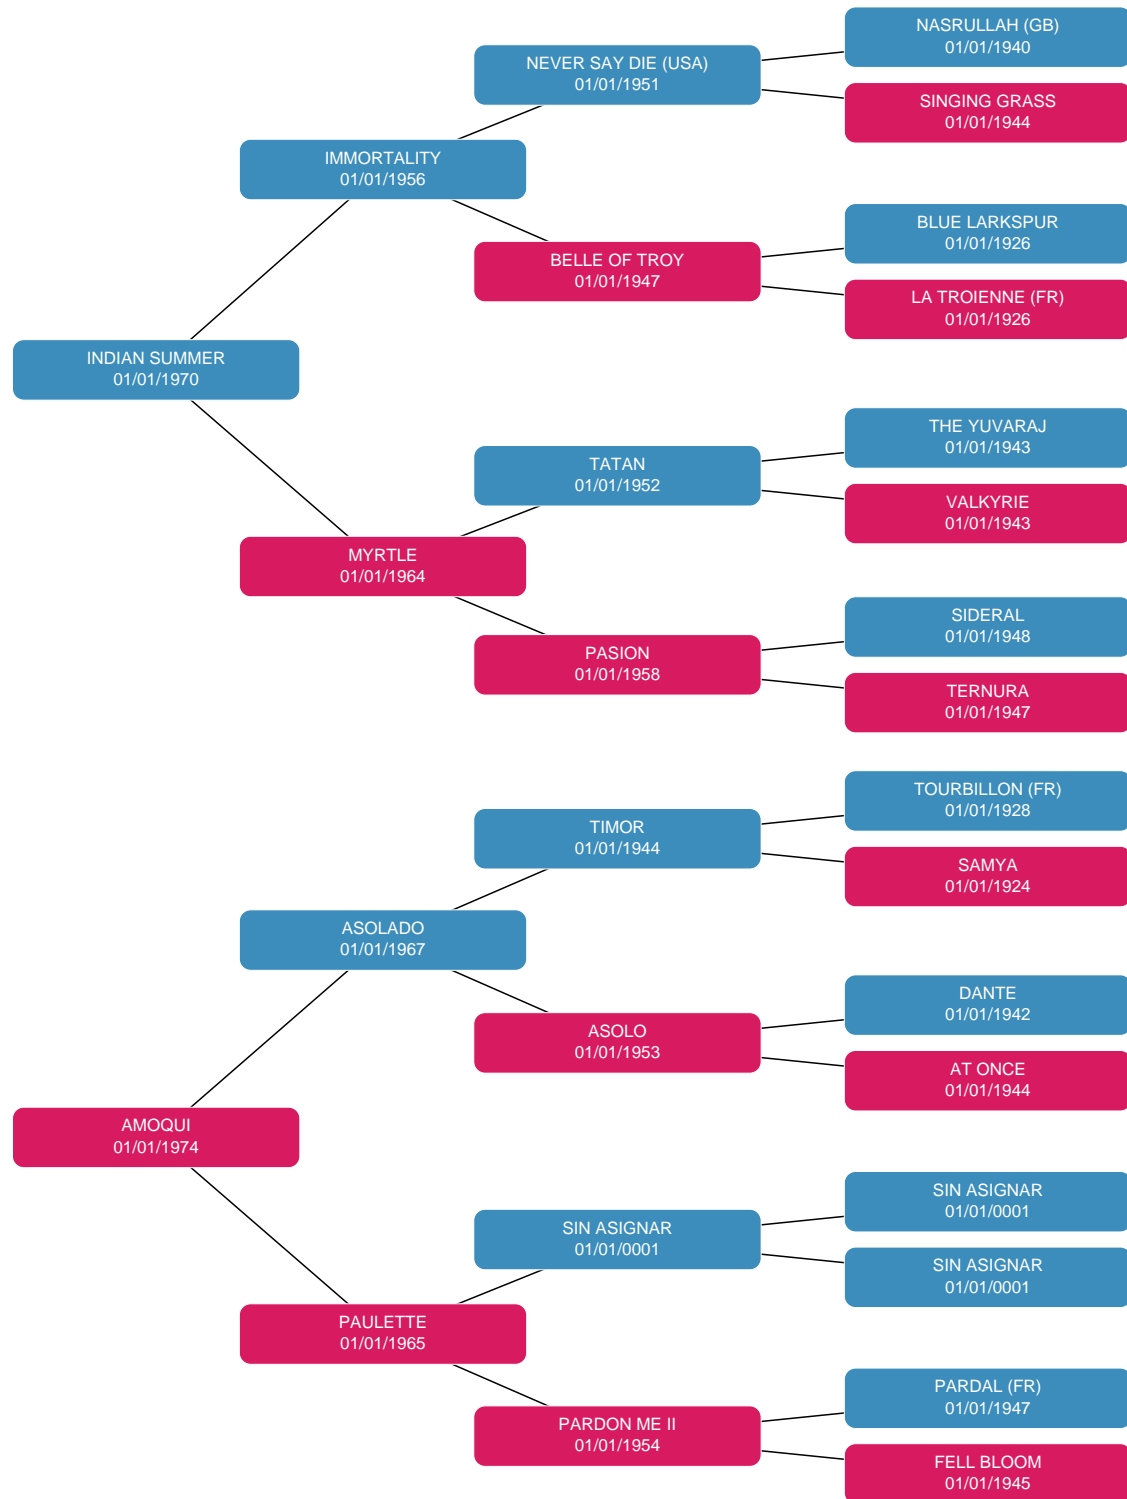 NASRULLAH (GB)
01/01/1940
NEVER SAY DIE (USA)
01/01/1951
SINGING GRASS
01/01/1944
IMMORTALITY
01/01/1956
BLUE LARKSPUR
01/01/1926
BELLE OF TROY
01/01/1947
LA TROIENNE (FR)
01/01/1926
INDIAN SUMMER
01/01/1970
THE YUVARAJ
01/01/1943
TATAN
01/01/1952
VALKYRIE
01/01/1943
MYRTLE
01/01/1964
SIDERAL
01/01/1948
PASION
01/01/1958
TERNURA
01/01/1947
TOURBILLON (FR)
01/01/1928
TIMOR
01/01/1944
SAMYA
01/01/1924
ASOLADO
01/01/1967
DANTE
01/01/1942
ASOLO
01/01/1953
AT ONCE
01/01/1944
AMOQUI
01/01/1974
SIN ASIGNAR
01/01/0001
SIN ASIGNAR
01/01/0001
SIN ASIGNAR
01/01/0001
PAULETTE
01/01/1965
PARDAL (FR)
01/01/1947
PARDON ME II
01/01/1954
FELL BLOOM
01/01/1945